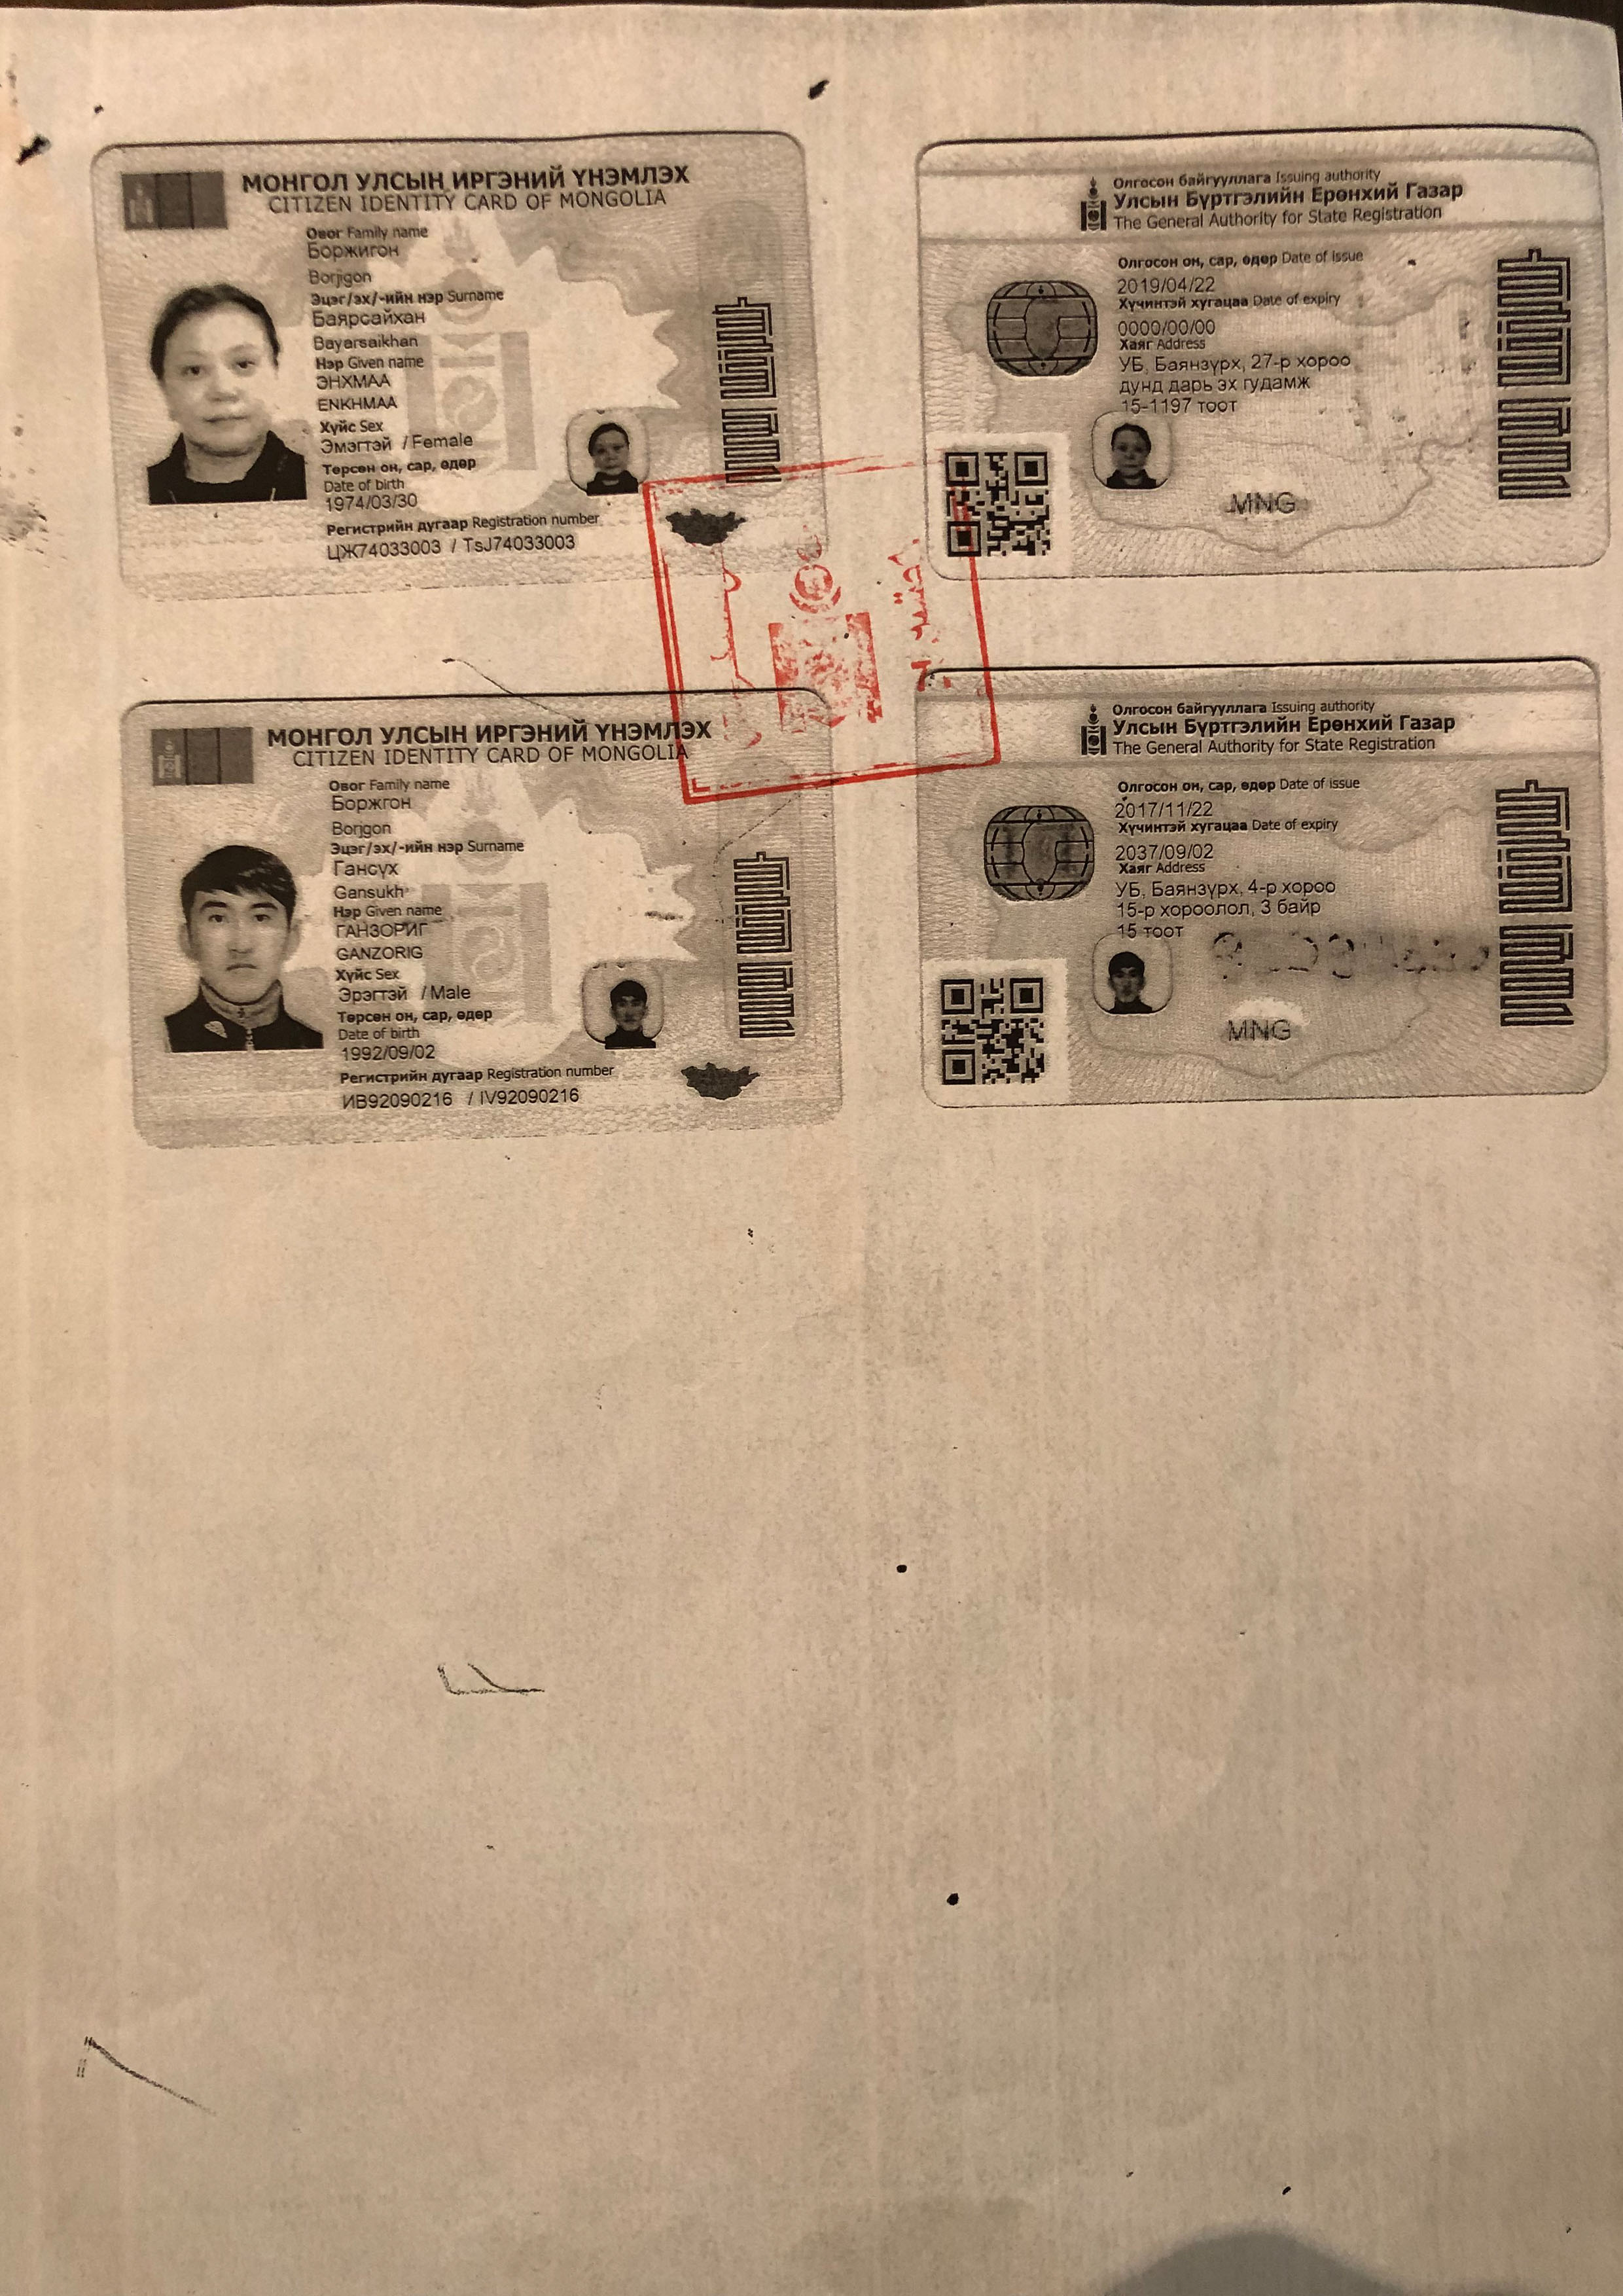 МОНГОЛ УЛСЫН ИРГЭНИЙ ҮНЭМЛЭХ
CITIZEN IDENTITY CARD OF MONGOLIA
Овог Family name
Боржигон
Borjigon
Эцэг/эх/-ийн нэр Surname
Баярсайхан
Bayarsaikhan
Нэр Given name
ЭНХМАА
ENKHMAA
Хүйс Sex
Эмэгтэй / Female
Төрсөн он, сар, өдөр
Date of birth
1974/03/30
Регистрийн дугаар Registration number
ЦЖ74033003 / TsJ74033003
Олгосон байгууллага Issuing authority
Улсын Бүртгэлийн Ерөнхий Газар
The General Authority for State Registration
Олгосон он, сар, өдөр Date of issue
2019/04/22
Хүчинтэй хугацаа Date of expiry
0000/00/00
Хаяг Address
УБ, Баянзүрх, 27-р хороо
дунд дарь эх гудамж
15-1197 тоот
MNG
МОНГОЛ УЛСЫН ИРГЭНИЙ ҮНЭМЛЭХ
CITIZEN IDENTITY CARD OF MONGOLIA
Овог Family name
Боржгон
Borjgon
Эцэг/эх/-ийн нэр Surname
Гансүх
Gansukh
Нэр Given name
ГАНЗОРИГ
GANZORIG
Хүйс Sex
Эрэгтэй / Male
Төрсөн он, сар, өдөр
Date of birth
1992/09/02
Регистрийн дугаар Registration number
ИВ92090216 / IV92090216
Олгосон байгууллага Issuing authority
Улсын Бүртгэлийн Ерөнхий Газар
The General Authority for State Registration
Олгосон он, сар, өдөр Date of issue
2017/11/22
Хүчинтэй хугацаа Date of expiry
2037/09/02
Хаяг Address
УБ, Баянзүрх, 4-р хороо
15-р хороолол, 3 байр
15 тоот
MNG